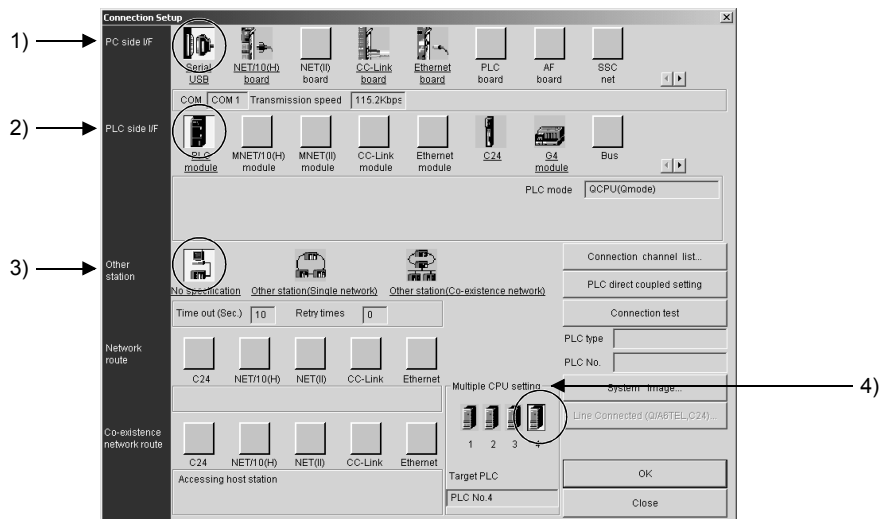 Connection Setup
1)
PC side I/F
Serial USB
NET/10(H) board
NET(II) board
CC-Link board
Ethernet board
PLC board
AF board
SSC net
COM COM 1 Transmission speed 115.2Kbps
2)
PLC side I/F
PLC module
MNET/10(H) module
MNET(II) module
CC-Link module
Ethernet module
C24
G4 module
Bus
PLC mode QCPU(Qmode)
3)
Other station
No specification
Other station(Single network)
Other station(Co-existence network)
Time out (Sec.) 10 Retry times 0
Connection channel list...
PLC direct coupled setting
Connection test
PLC type
PLC No.
System image...
Line Connected (Q/A6TEL,C24)...
OK
Close
Network route
C24 NET/10(H) NET(II) CC-Link Ethernet
Multiple CPU setting
4)
1 2 3 4
Target PLC
PLC No.4
Co-existence network route
C24 NET/10(H) NET(II) CC-Link Ethernet
Accessing host station